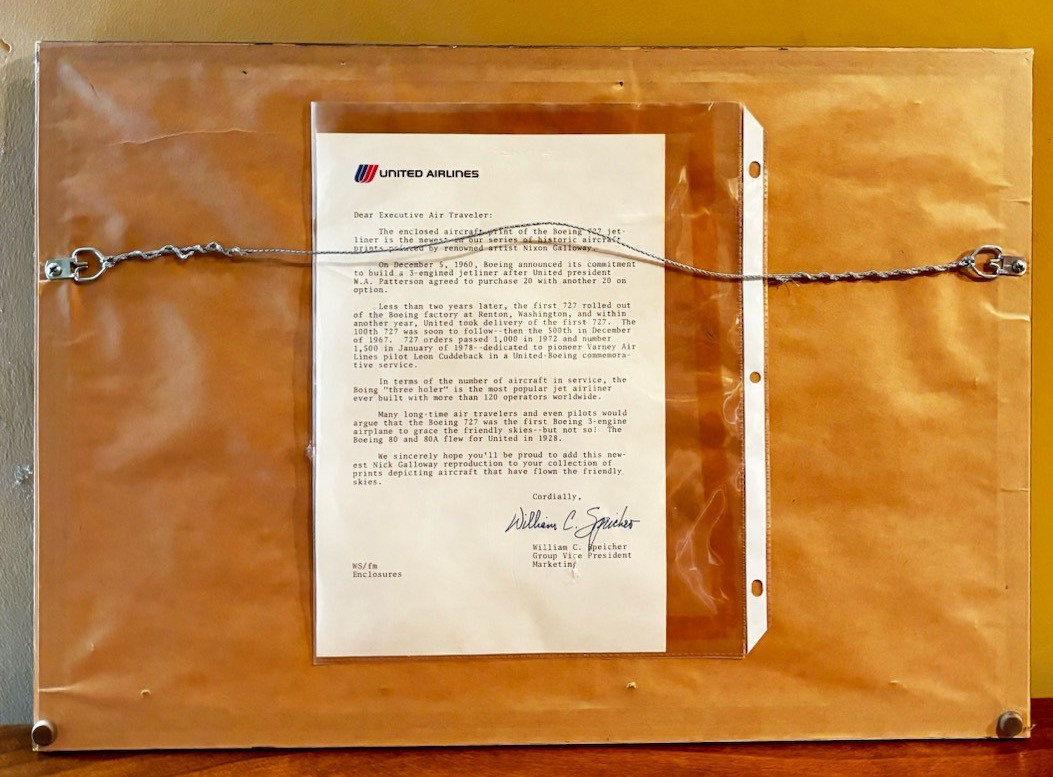 UNITED AIRLINES
Dear Executive Air Traveler:
The enclosed aircraft print of the Boeing 727 jet-
liner is the newest in our series of historic aircraft
prints painted by renowned artist Nixon Galloway.
On December 5, 1960, Boeing announced its commitment
to build a 3-engined jetliner after United president
W.A. Patterson agreed to purchase 20 with another 20 on
option.
Less than two years later, the first 727 rolled out
of the Boeing factory at Renton, Washington, and within
another year, United took delivery of the first 727. The
100th 727 was soon to follow--then the 500th in December
of 1967. 727 orders passed 1,000 in 1972 and number
1,500 in January of 1978--dedicated to pioneer Varney Air
Lines pilot Leon Cuddeback in a United-Boeing commemora-
tive service.
In terms of the number of aircraft in service, the
Boing "three holer" is the most popular jet airliner
ever built with more than 120 operators worldwide.
Many long-time air travelers and even pilots would
argue that the Boeing 727 was the first Boeing 3-engine
airplane to grace the friendly skies--but not so! The
Boeing 80 and 80A flew for United in 1928.
We sincerely hope you'll be proud to add this new-
est Nick Galloway reproduction to your collection of
prints depicting aircraft that have flown the friendly
skies.
Cordially,
William C. Speicher
William C. Speicher
Group Vice President
Marketing
WS/fm
Enclosures